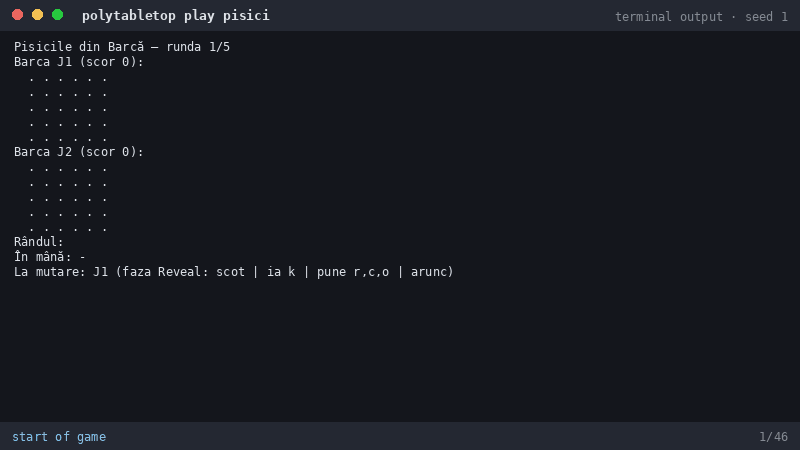 polytabletop play pisici
terminal output · seed 1
Pisicile din Barcă — runda 1/5
Barca J1 (scor 0):
. . . . . .
. . . . . .
. . . . . .
. . . . . .
. . . . . .
Barca J2 (scor 0):
. . . . . .
. . . . . .
. . . . . .
. . . . . .
. . . . . .
Rândul:
În mână: -
La mutare: J1 (faza Reveal: scot | ia k | pune r,c,o | arunc)
start of game
1/46